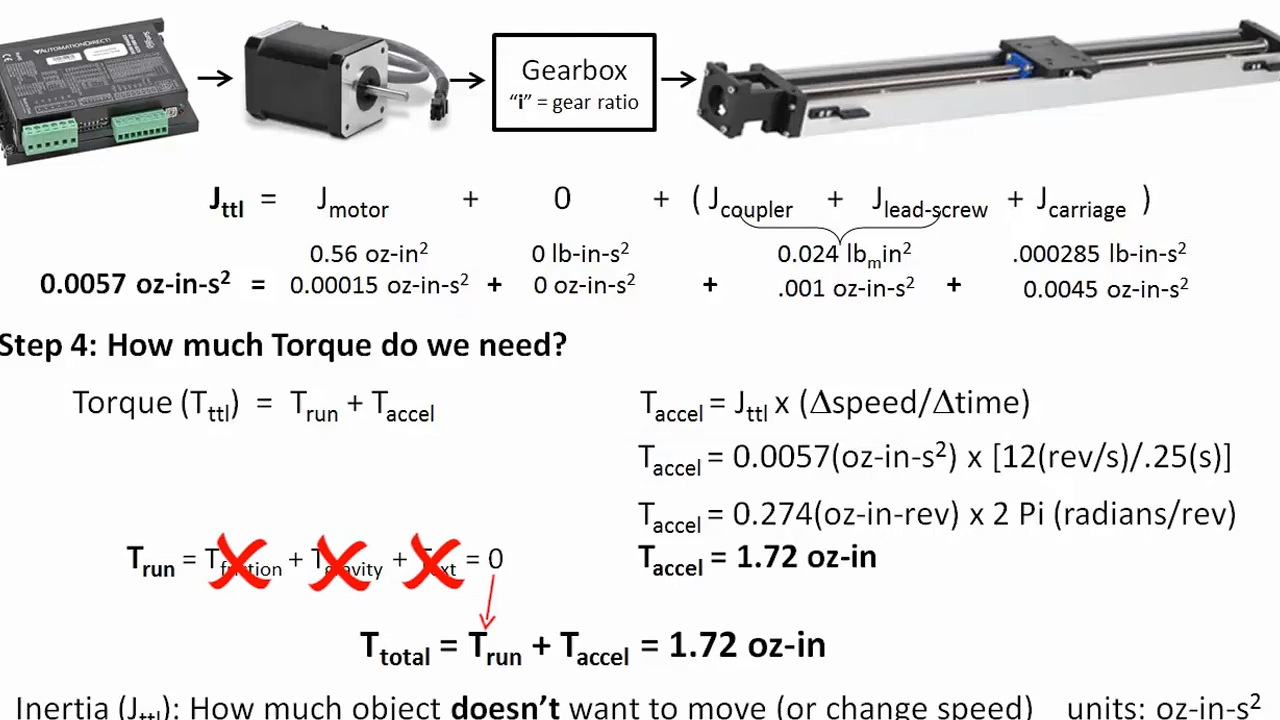 AUTOMATIONDIRECT
Gearbox
“i” = gear ratio
J_ttl = J_motor + 0 + ( J_coupler + J_lead-screw + J_carriage )
0.56 oz-in² 0 lb-in-s² 0.024 lb_m in² .000285 lb-in-s²
0.0057 oz-in-s² = 0.00015 oz-in-s² + 0 oz-in-s² + .001 oz-in-s² + 0.0045 oz-in-s²
Step 4: How much Torque do we need?
Torque (T_ttl) = T_run + T_accel
T_accel = J_ttl x (Δspeed/Δtime)
T_accel = 0.0057(oz-in-s²) x [12(rev/s)/.25(s)]
T_accel = 0.274(oz-in-rev) x 2 Pi (radians/rev)
T_accel = 1.72 oz-in
T_run = T_friction + T_gravity + T_ext = 0
T_total = T_run + T_accel = 1.72 oz-in
Inertia (J_ttl): How much object doesn’t want to move (or change speed) units: oz-in-s²